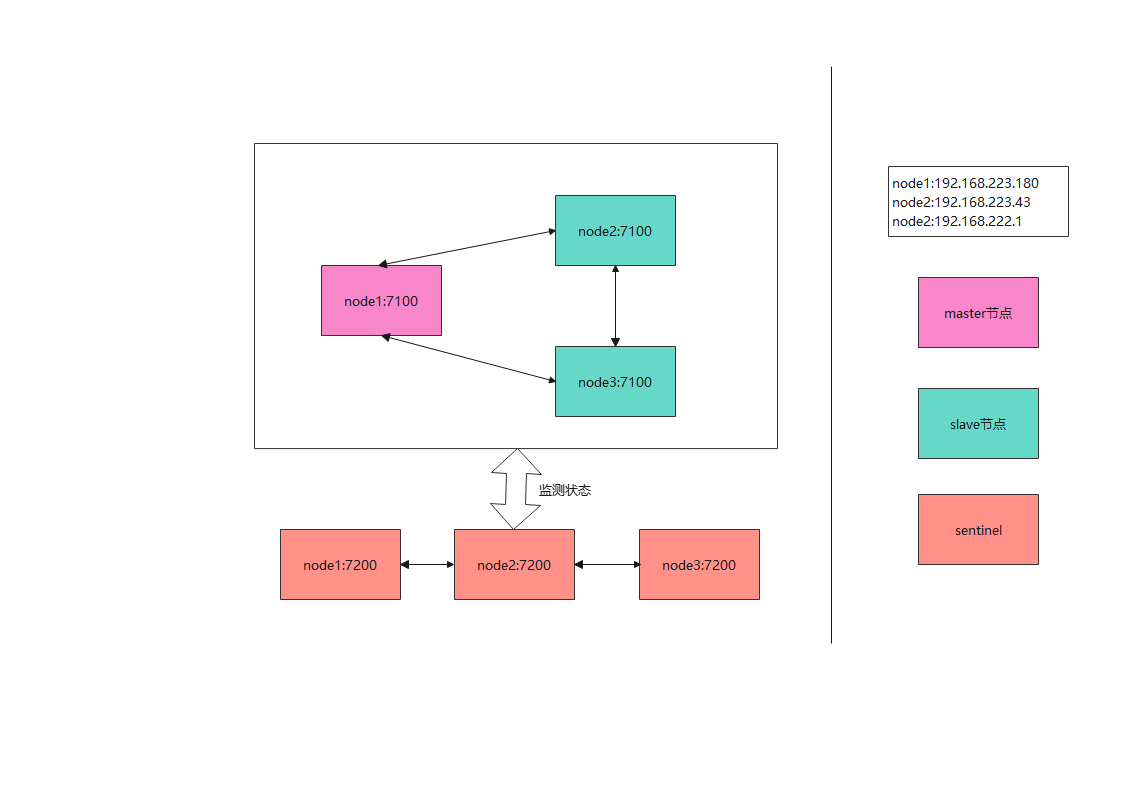 node2:7100
node1:7100
node3:7100
监测状态
node1:7200
node2:7200
node3:7200
node1:192.168.223.180
node2:192.168.223.43
node2:192.168.222.1
master节点
slave节点
sentinel